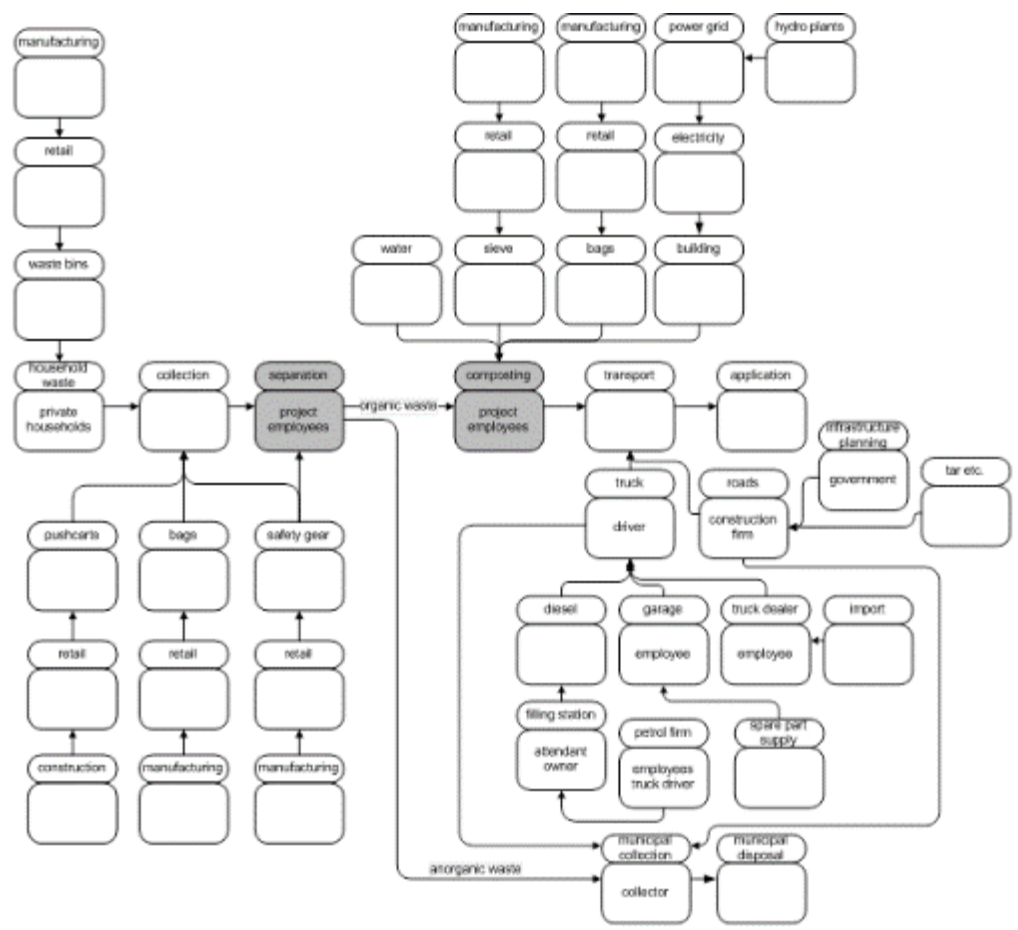 manufacturing
manufacturing
manufacturing
power grid
hydro plants
retail
retail
retail
electricity
waste bins
water
sieve
bags
building
household
waste
private
households
collection
separation
project
employees
organic waste
composting
project
employees
transport
application
infrastructure
planning
government
tar etc.
truck
driver
roads
construction
firm
pushcarts
bags
safety gear
diesel
garage
employee
truck dealer
employee
import
retail
retail
retail
filling station
attendant
owner
petrol firm
employees
truck driver
spare part
supply
construction
manufacturing
manufacturing
municipal
collection
collector
municipal
disposal
anorganic waste